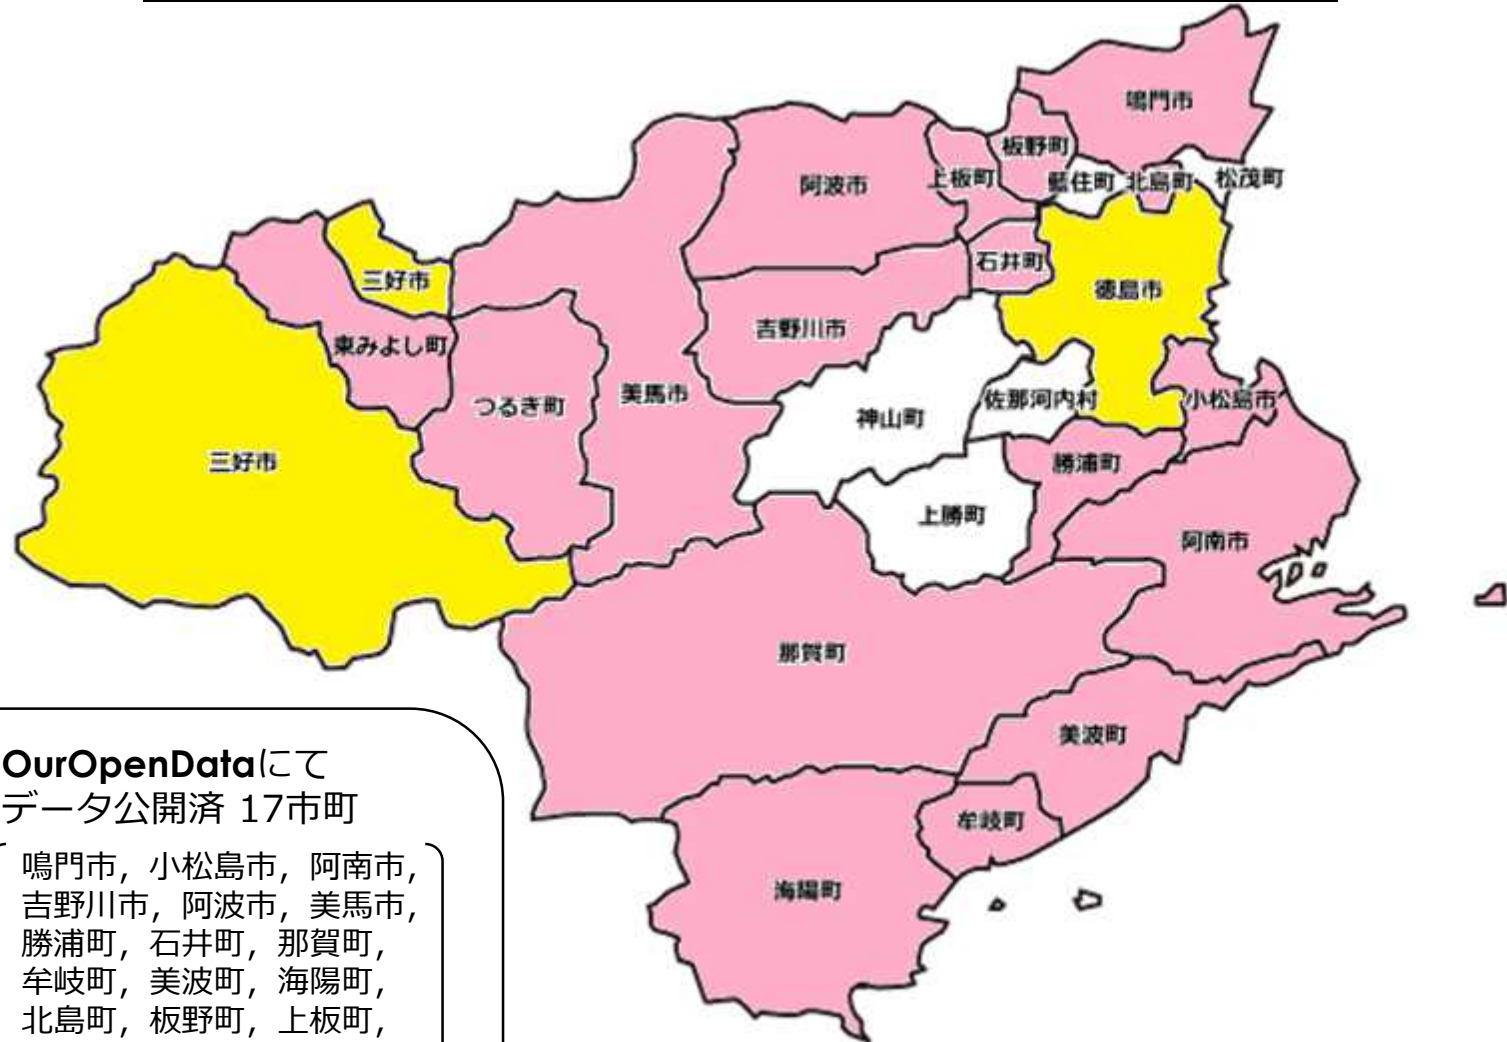 鳴門市
板野町
阿波市
上板町
藍住町
北島町
松茂町
石井町
三好市
徳島市
吉野川市
東みよし町
美馬市
つるぎ町
神山町
佐那河内村
小松島市
三好市
勝浦町
上勝町
阿南市
那賀町
美波町
牟岐町
海陽町
OurOpenDataにて
データ公開済 17市町
鳴門市，小松島市，阿南市，
吉野川市，阿波市，美馬市，
勝浦町，石井町，那賀町，
牟岐町，美波町，海陽町，
北島町，板野町，上板町，